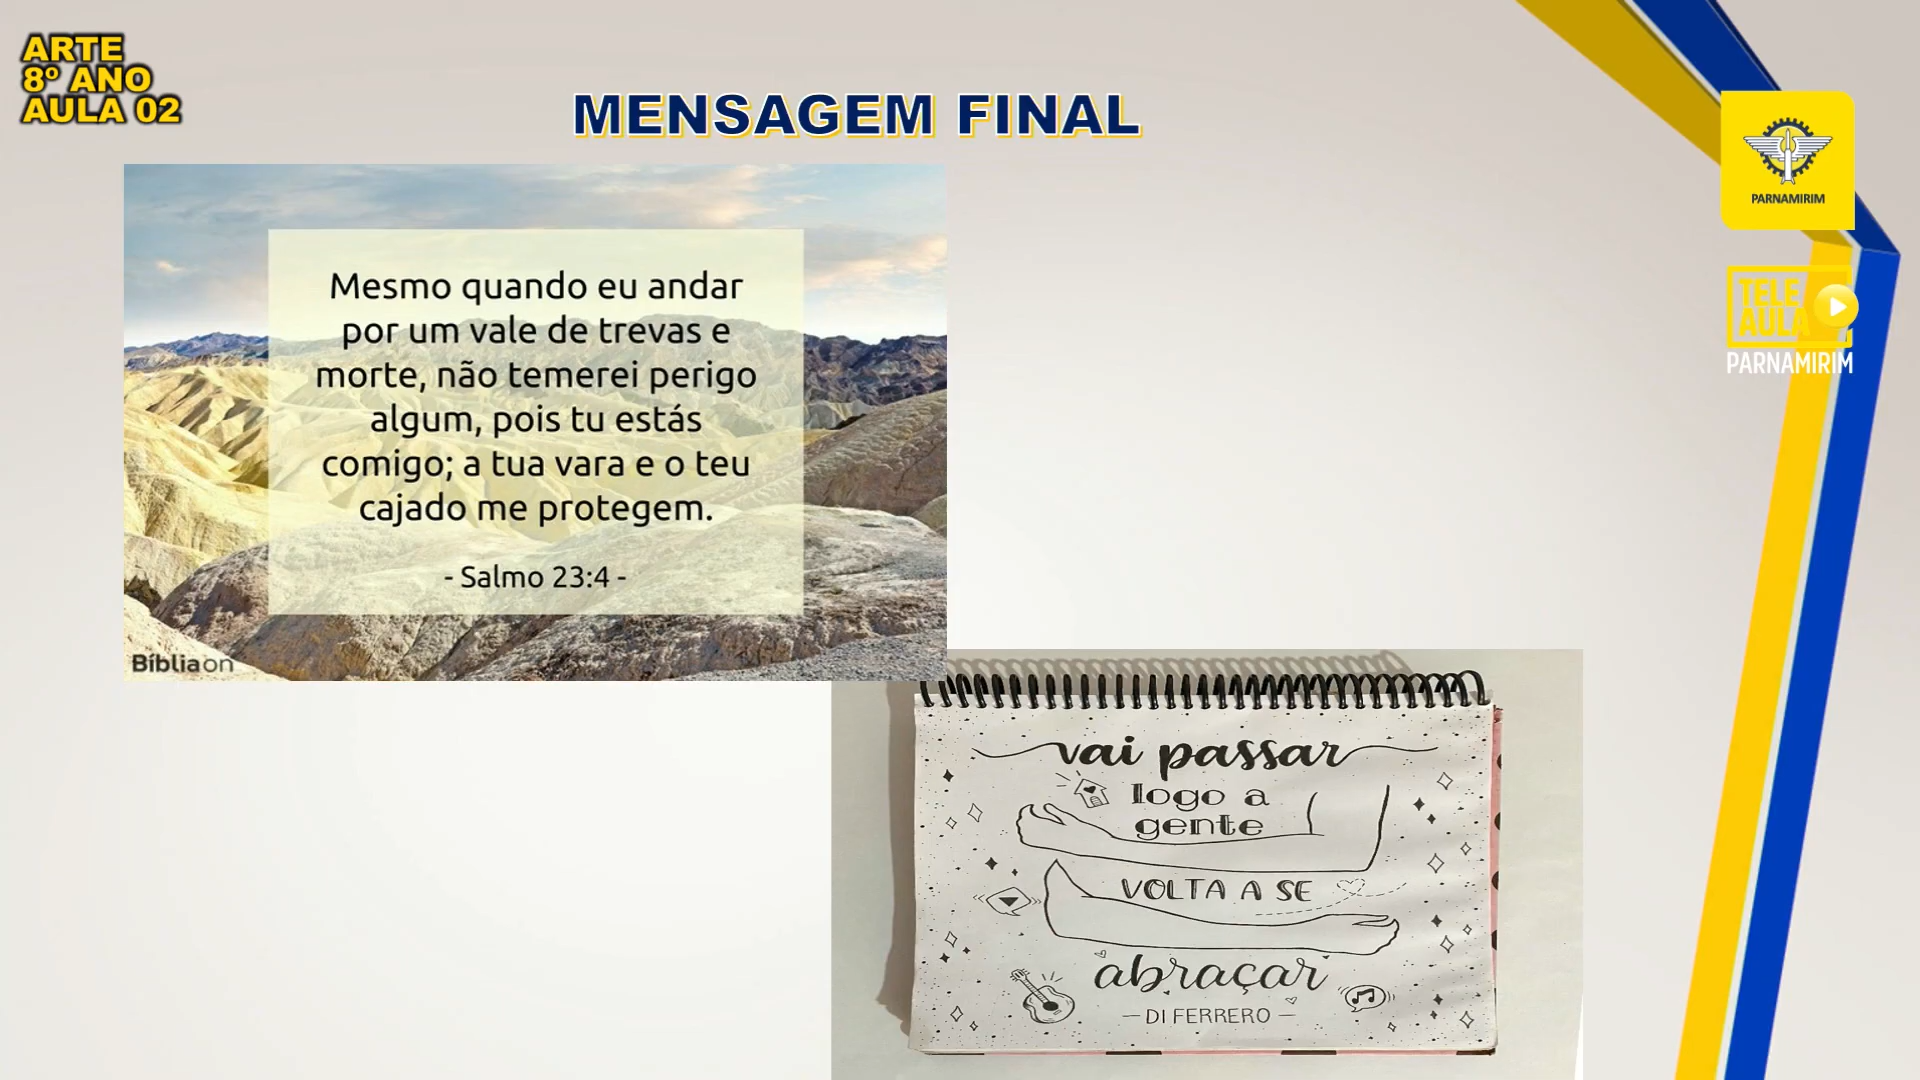 ARTE
8º ANO
AULA 02
MENSAGEM FINAL
PARNAMIRIM
TELE
AULA
PARNAMIRIM
Mesmo quando eu andar
por um vale de trevas e
morte, não temerei perigo
algum, pois tu estás
comigo; a tua vara e o teu
cajado me protegem.
- Salmo 23:4 -
Bíbliaon
vai passar
logo a
gente
VOLTA A SE
abraçar
— DI FERRERO —